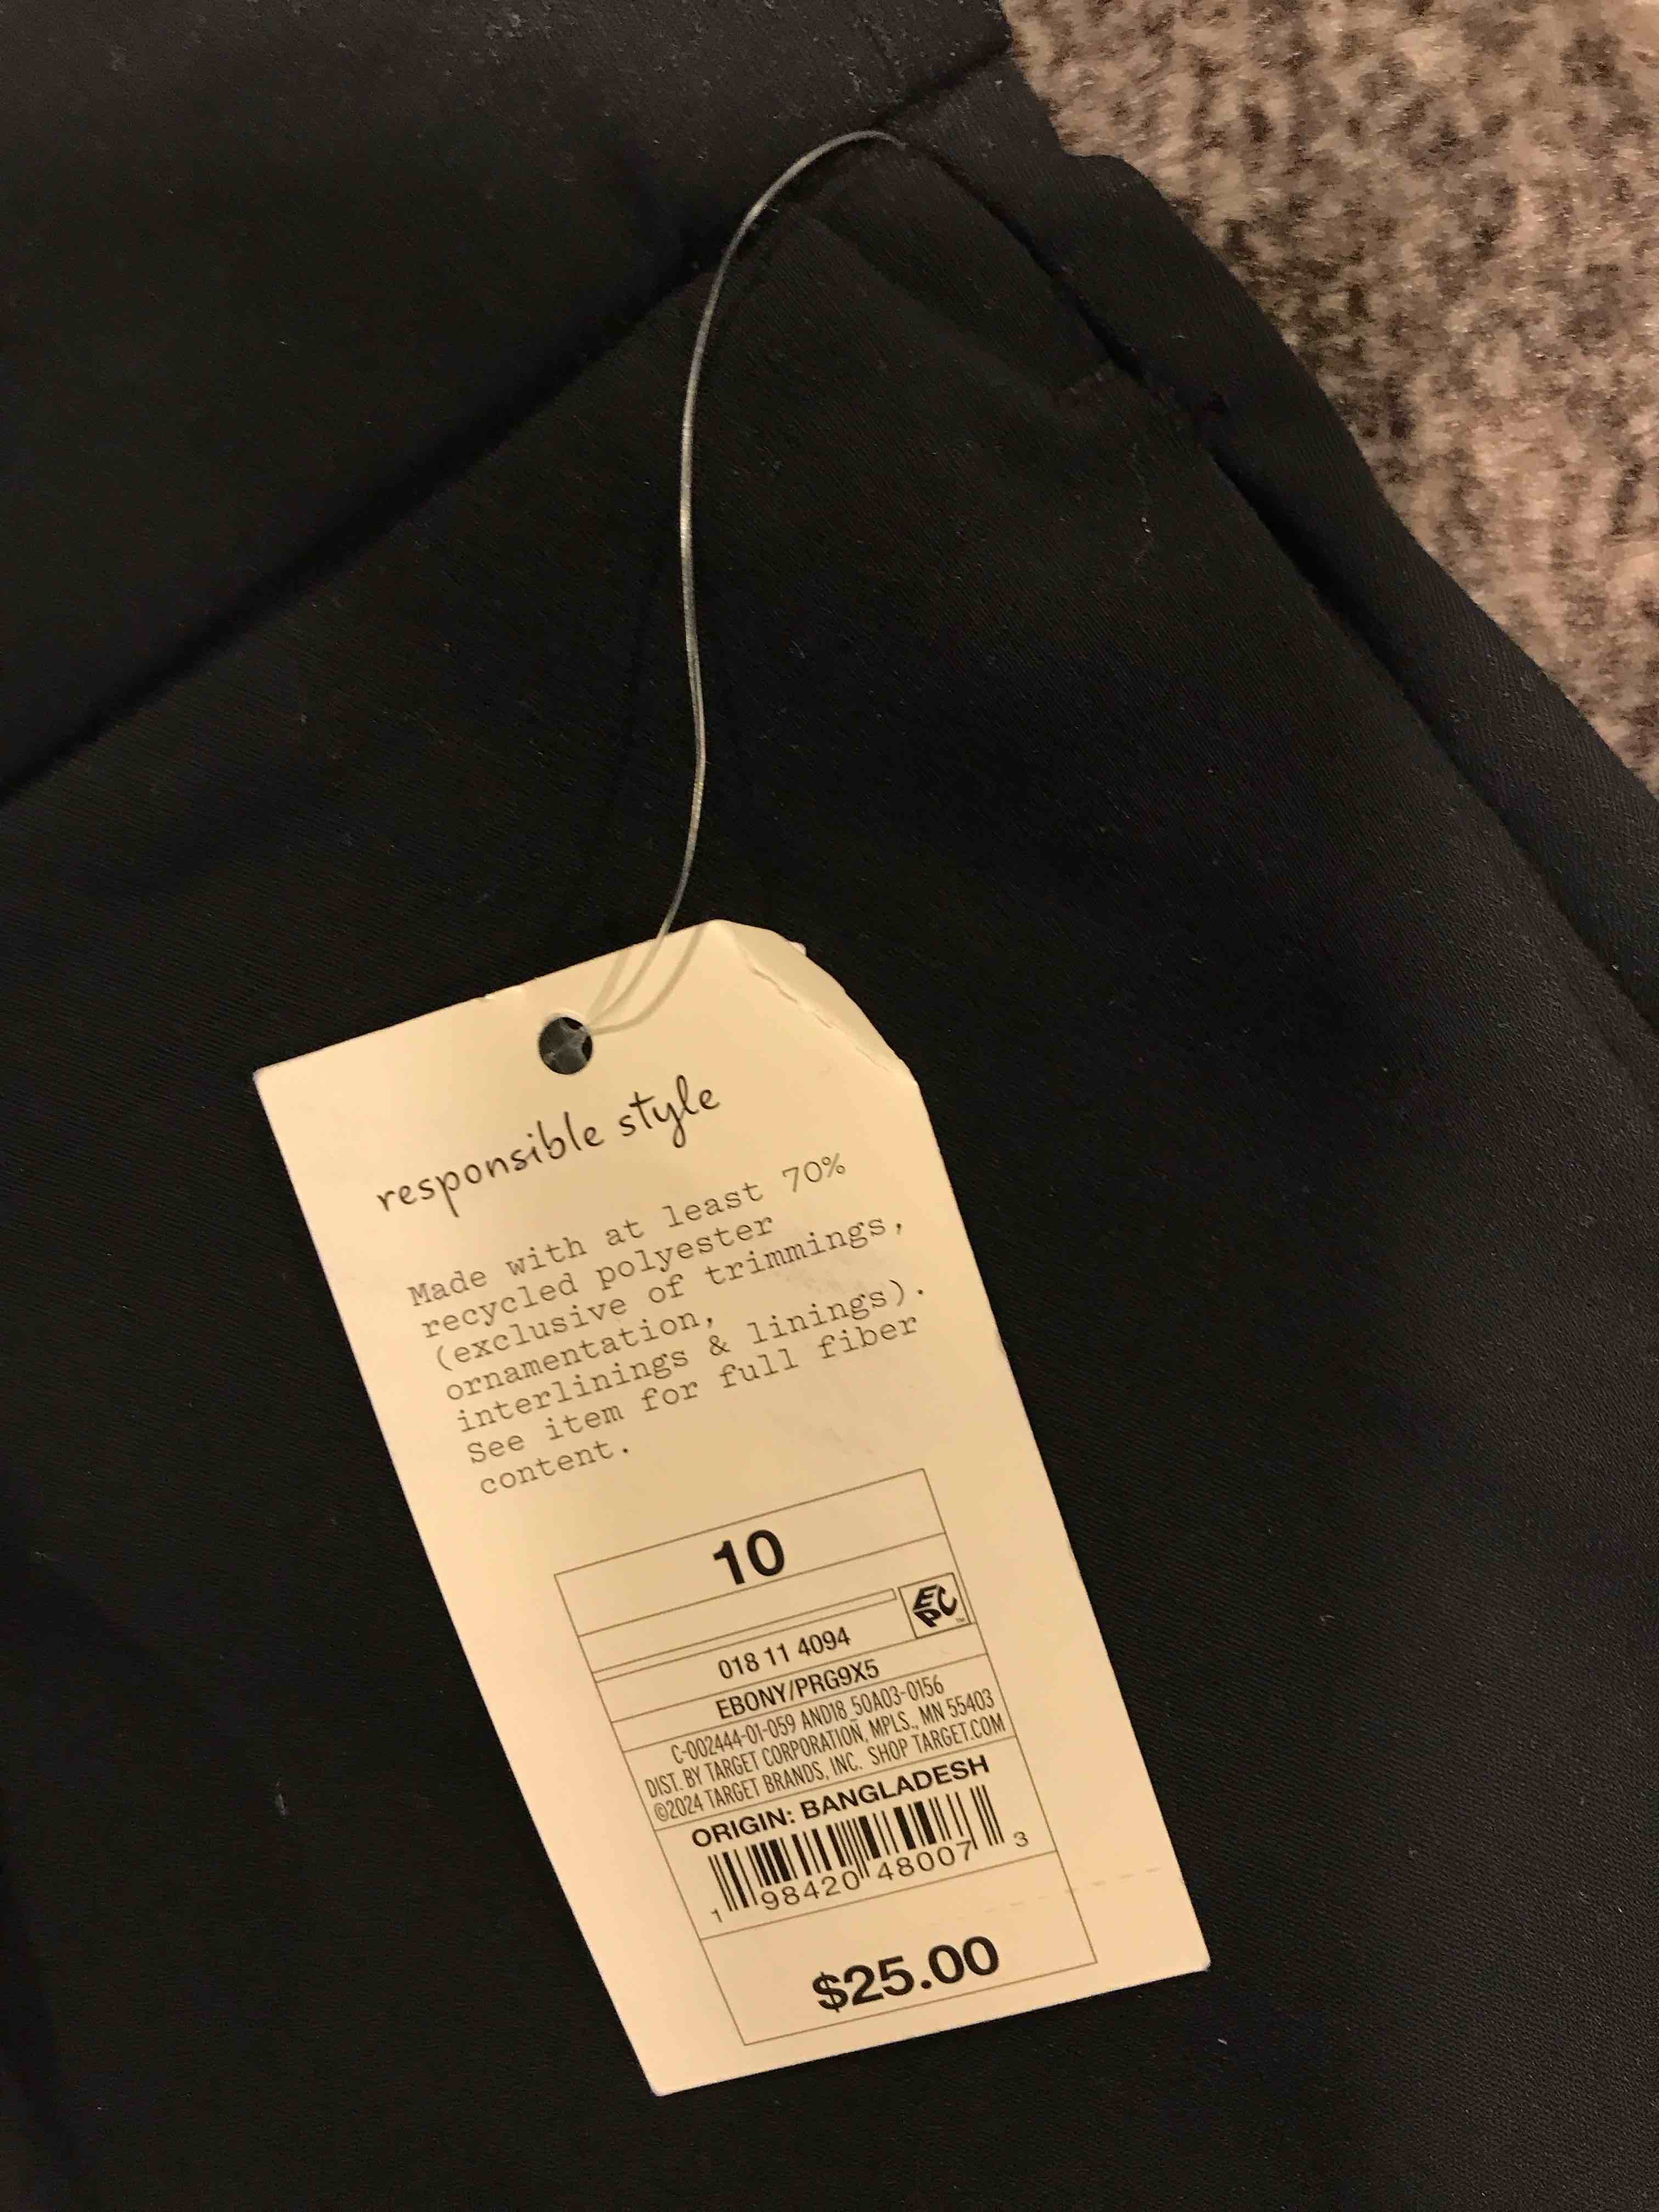 responsible style
Made with at least 70%
recycled polyester
(exclusive of trimmings,
ornamentation,
interlinings & linings).
See item for full fiber
content.
10
EPC™
018 11 4094
EBONY/PRG9X5
C-002444-01-059 AND18_50A03-0156
DIST. BY TARGET CORPORATION, MPLS., MN 55403
©2024 TARGET BRANDS, INC. SHOP TARGET.COM
ORIGIN: BANGLADESH
1 98420 48007 3
$25.00